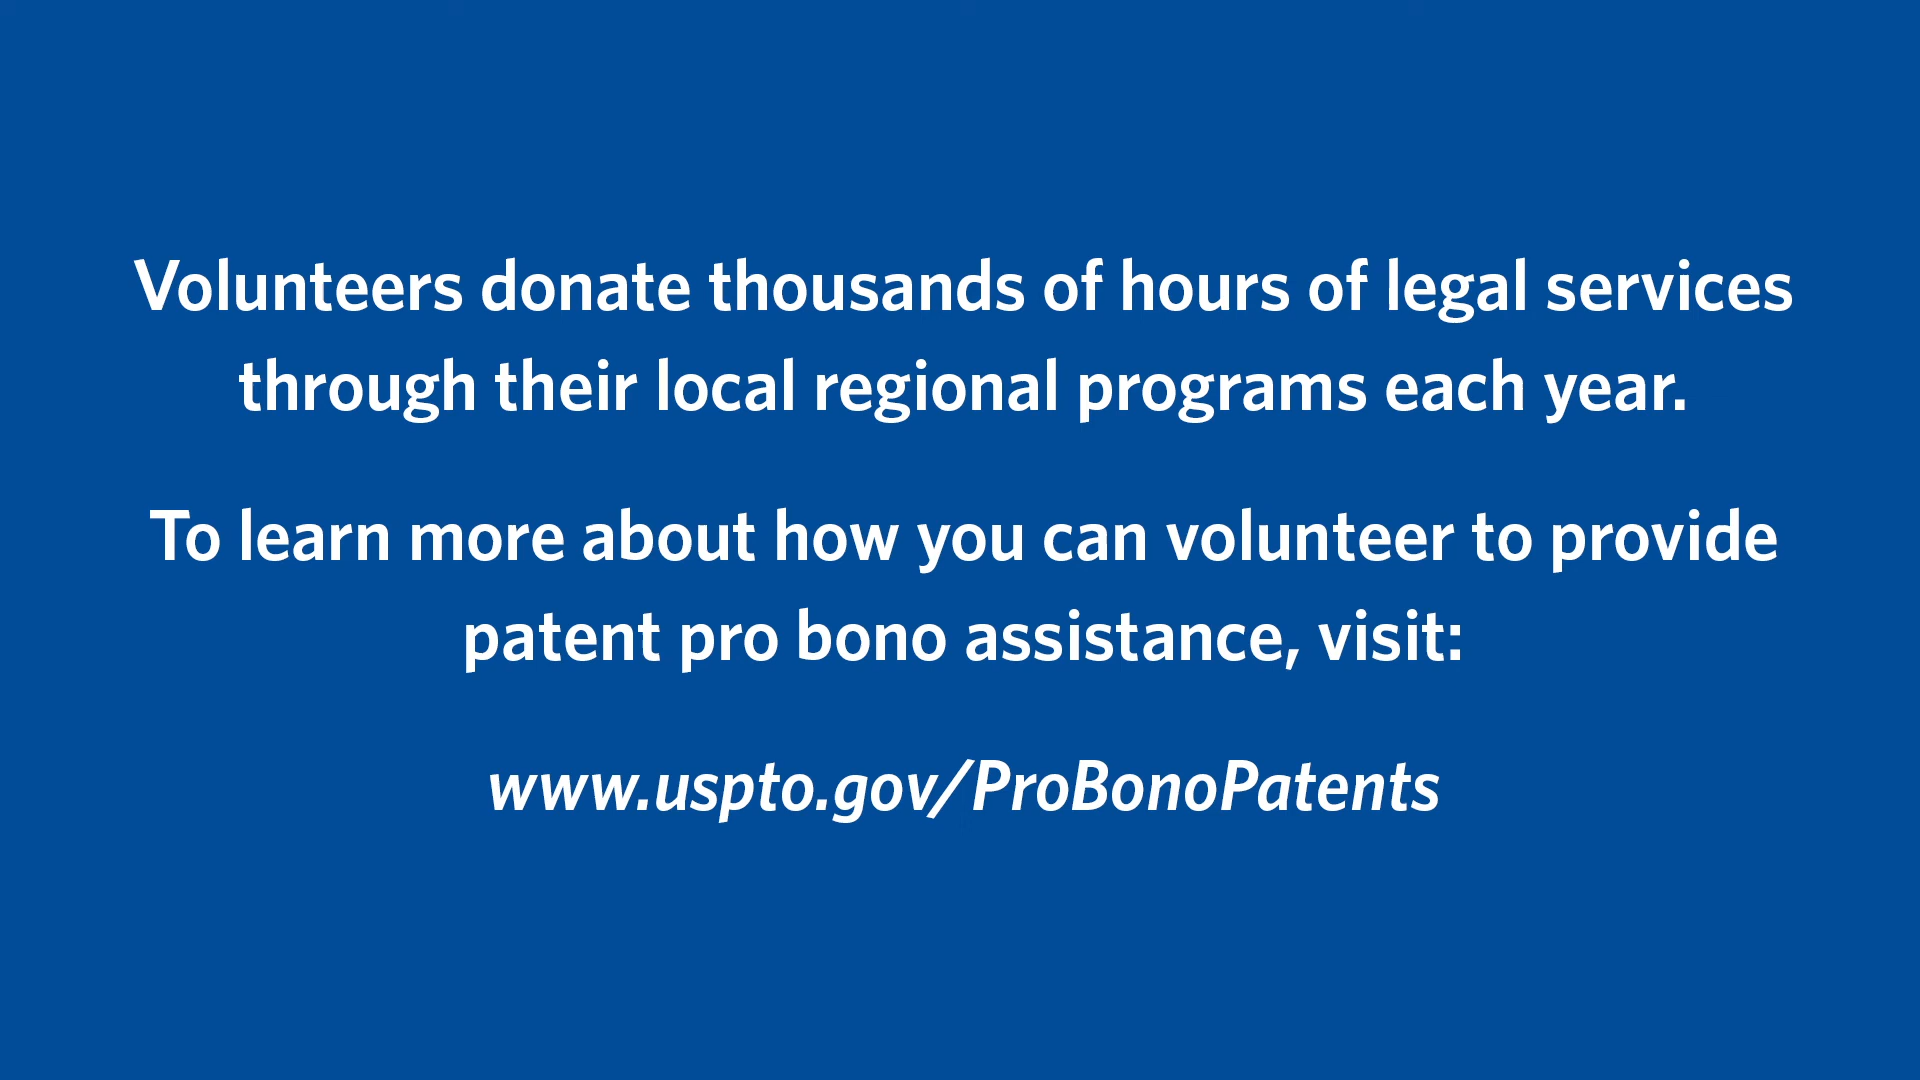 Volunteers donate thousands of hours of legal services
through their local regional programs each year.
To learn more about how you can volunteer to provide
patent pro bono assistance, visit:
www.uspto.gov/ProBonoPatents